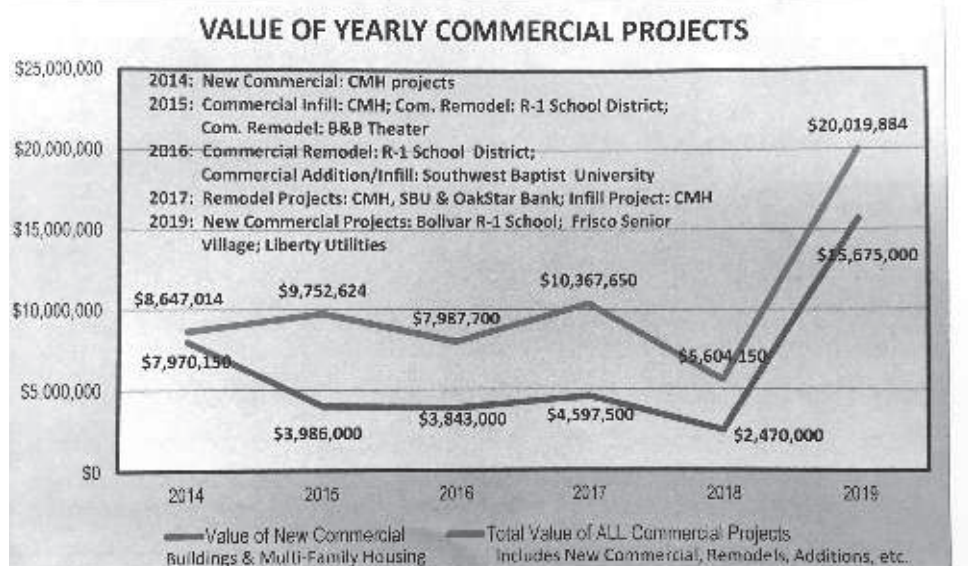 VALUE OF YEARLY COMMERCIAL PROJECTS
$25,000,000
2014: New Commercial: CMH projects
2015: Commercial Infill: CMH; Com. Remodel: R-1 School District;
Com. Remodel: B&B Theater
$20,019,884
$20,000,000
2016: Commercial Remodel: R-1 School District;
Commercial Addition/Infill: Southwest Baptist University
2017: Remodel Projects: CMH, SBU & OakStar Bank; Infill Project: CMH
2019: New Commercial Projects: Bolivar R-1 School; Frisco Senior
Village; Liberty Utilities
$15,000,000
$15,675,000
$10,367,650
$9,752,624
$8,647,014
$10,000,000
$7,987,700
$5,604,150
$7,970,150
$5,000,000
$3,986,000
$3,843,000
$4,597,500
$2,470,000
$0
2014 2015 2016 2017 2018 2019
Value of New Commercial
Buildings & Multi-Family Housing
Total Value of ALL Commercial Projects
Includes New Commercial, Remodels, Additions, etc.